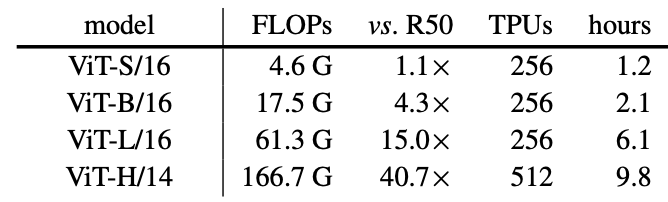 model FLOPs vs. R50 TPUs hours
ViT-S/16 4.6 G 1.1× 256 1.2
ViT-B/16 17.5 G 4.3× 256 2.1
ViT-L/16 61.3 G 15.0× 256 6.1
ViT-H/14 166.7 G 40.7× 512 9.8